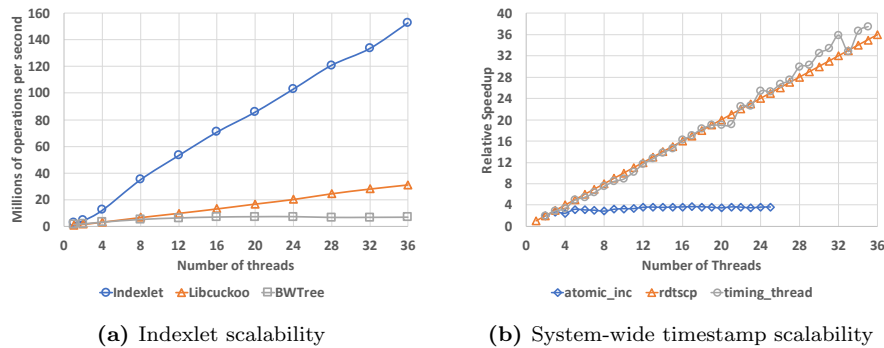 Millions of operations per second
160
140
120
100
80
60
40
20
0
0 4 8 12 16 20 24 28 32 36
Number of threads
Indexlet Libcuckoo BWTree
(a) Indexlet scalability
Relative Speedup
40
36
32
28
24
20
16
12
8
4
0
0 4 8 12 16 20 24 28 32 36
Number of Threads
atomic_inc rdtscp timing_thread
(b) System-wide timestamp scalability